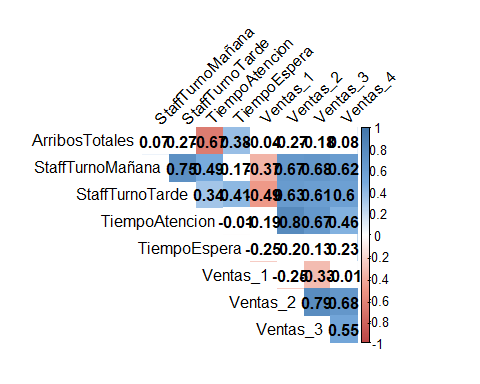 StaffTurnoMañana
StaffTurnoTarde
TiempoAtencion
TiempoEspera
Ventas_1
Ventas_2
Ventas_3
Ventas_4
ArribosTotales 0.07 0.27 -0.67 0.38 -0.04 -0.27 -0.18 0.08
StaffTurnoMañana 0.75 0.49 -0.17 -0.37 0.67 0.68 0.62
StaffTurnoTarde 0.34 0.41 -0.49 0.63 0.61 0.6
TiempoAtencion -0.01 -0.19 0.8 0.67 0.46
TiempoEspera -0.25 -0.2 0.13 0.23
Ventas_1 -0.25 -0.33 -0.01
Ventas_2 0.79 0.68
Ventas_3 0.55
1
0.8
0.6
0.4
0.2
0
-0.2
-0.4
-0.6
-0.8
-1